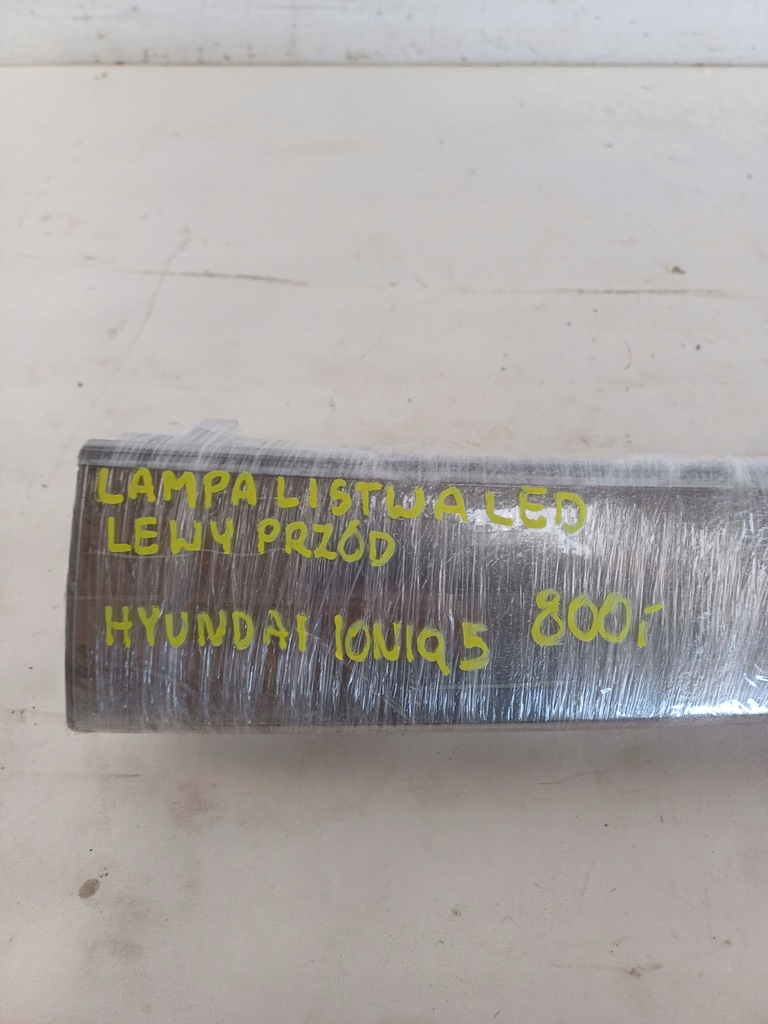 LAMPA LISTWA LED
LEWY PRZÓD
HYUNDAI IONIQ 5 800,-